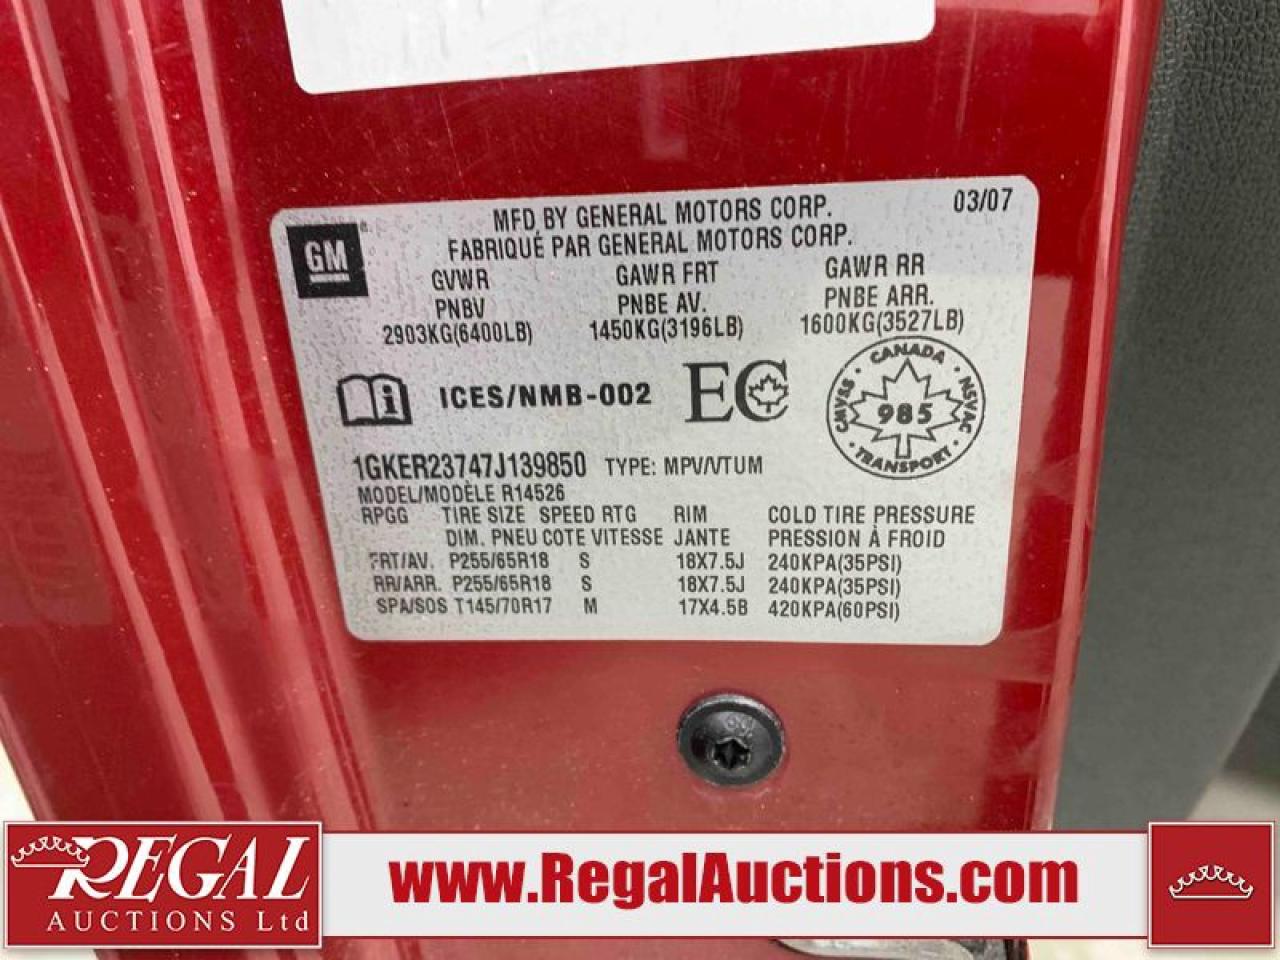 03/07
MFD BY GENERAL MOTORS CORP.
FABRIQUÉ PAR GENERAL MOTORS CORP.
GM
GVWR GAWR FRT GAWR RR
PNBV PNBE AV. PNBE ARR.
2903KG(6400LB) 1450KG(3196LB) 1600KG(3527LB)
ICES/NMB-002 EC
CANADA
CMVSS 985 NSVAC
TRANSPORT
1GKER23747J139850 TYPE: MPV/VTUM
MODEL/MODÈLE R14526
RPGG TIRE SIZE SPEED RTG RIM COLD TIRE PRESSURE
DIM. PNEU COTE VITESSE JANTE PRESSION À FROID
FRT/AV. P255/65R18 S 18X7.5J 240KPA(35PSI)
RR/ARR. P255/65R18 S 18X7.5J 240KPA(35PSI)
SPA/SOS T145/70R17 M 17X4.5B 420KPA(60PSI)
REGAL
AUCTIONS Ltd
www.RegalAuctions.com